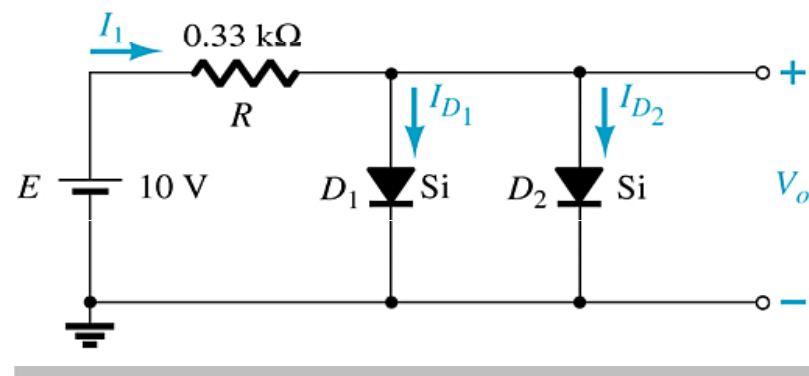 I1
0.33 kΩ
R
ID1
ID2
+
E
10 V
D1
Si
D2
Si
Vo
−